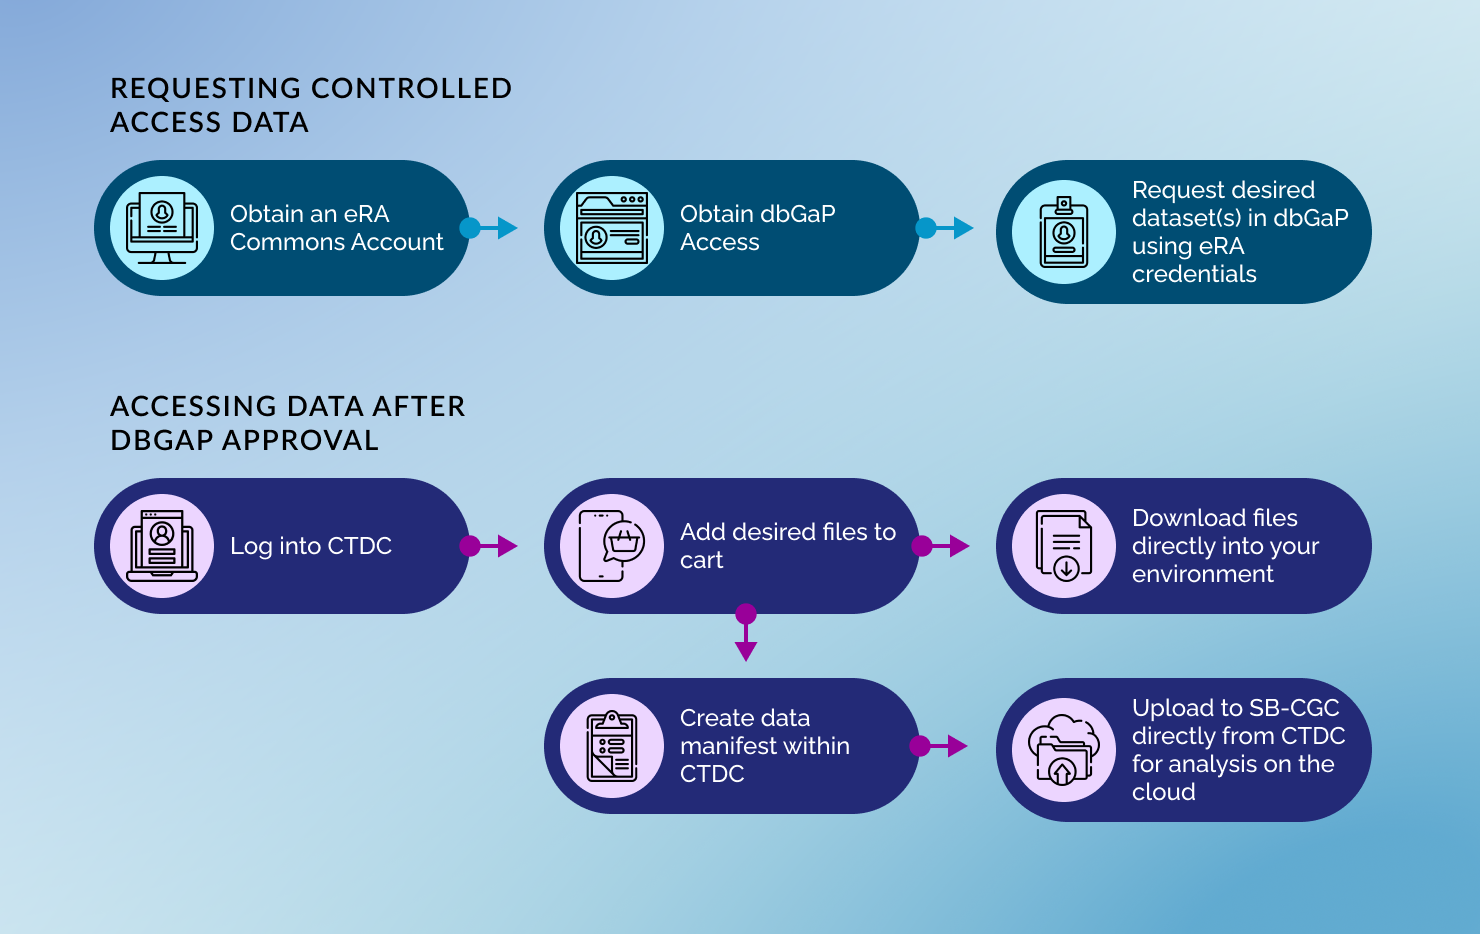 REQUESTING CONTROLLED
ACCESS DATA
Obtain an eRA
Commons Account
Obtain dbGaP
Access
Request desired
dataset(s) in dbGaP
using eRA
credentials
ACCESSING DATA AFTER
DBGAP APPROVAL
Log into CTDC
Add desired files to
cart
Download files
directly into your
environment
Create data
manifest within
CTDC
Upload to SB-CGC
directly from CTDC
for analysis on the
cloud